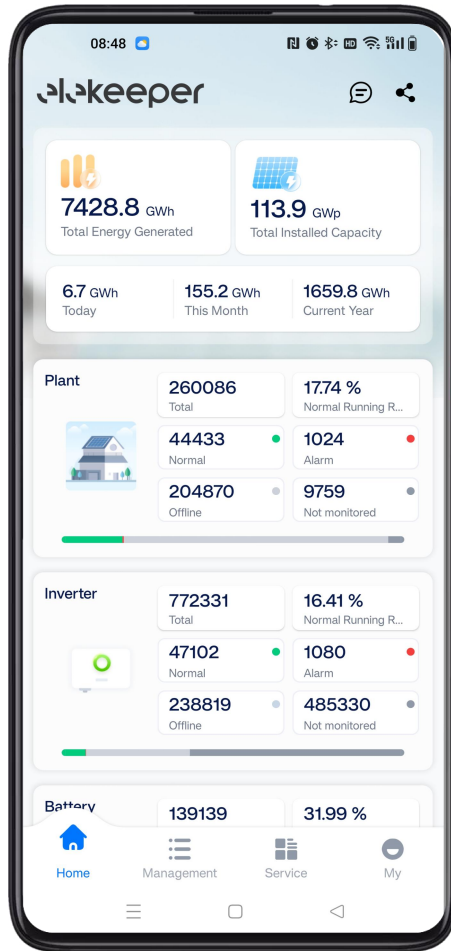 08:48
HD
5G
elekeeper
7428.8 GWh
Total Energy Generated
113.9 GWp
Total Installed Capacity
6.7 GWh
Today
155.2 GWh
This Month
1659.8 GWh
Current Year
Plant
260086
Total
17.74 %
Normal Running R...
44433
Normal
1024
Alarm
204870
Offline
9759
Not monitored
Inverter
772331
Total
16.41 %
Normal Running R...
47102
Normal
1080
Alarm
238819
Offline
485330
Not monitored
Battery
139139
31.99 %
Home
Management
Service
My